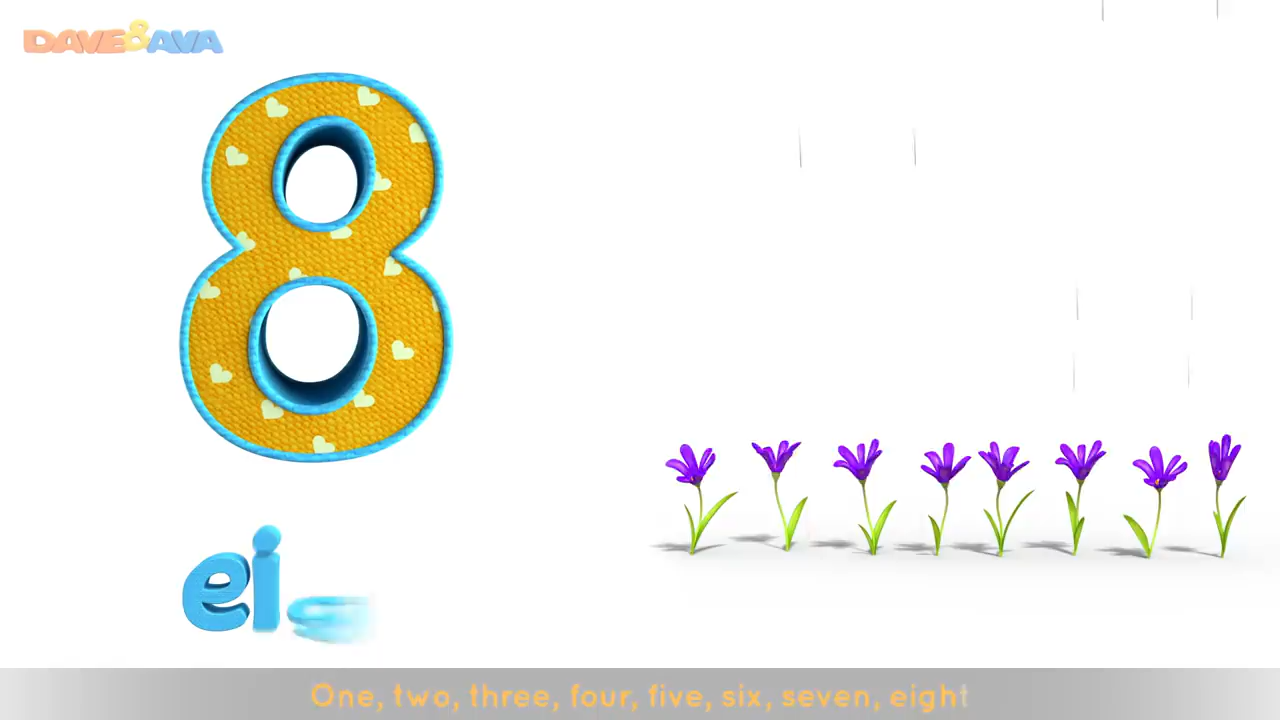 DAVE&AVA
8
ei
One, two, three, four, five, six, seven, eight